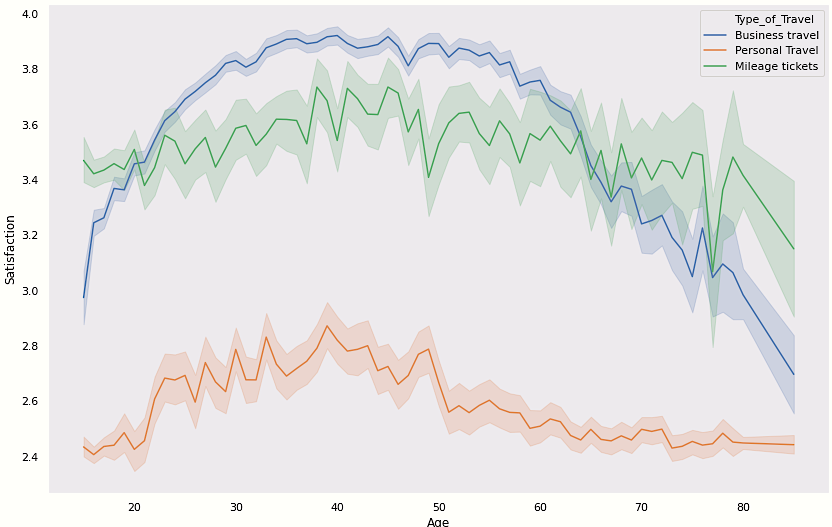 Type_of_Travel
Business travel
Personal Travel
Mileage tickets
Satisfaction
4.0
3.8
3.6
3.4
3.2
3.0
2.8
2.6
2.4
20 30 40 50 60 70 80
Age